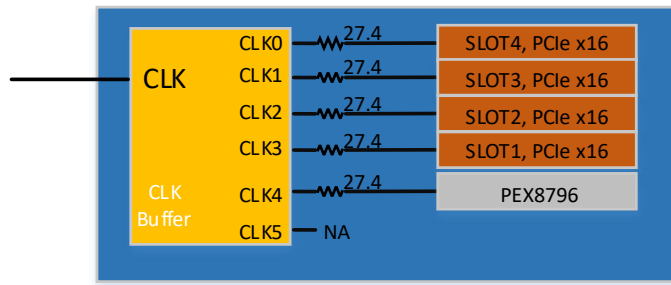 CLK0 27.4 SLOT4, PCIe x16
CLK CLK1 27.4 SLOT3, PCIe x16
CLK2 27.4 SLOT2, PCIe x16
CLK3 27.4 SLOT1, PCIe x16
CLK CLK4 27.4 PEX8796
Buffer
CLK5 NA